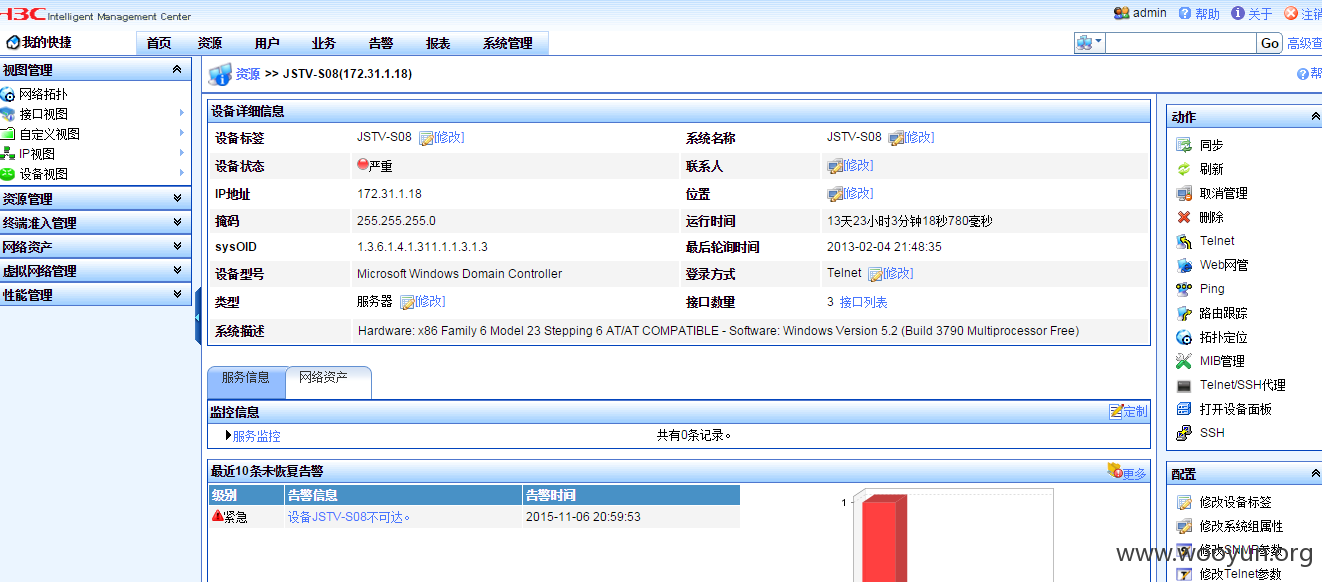 H3C Intelligent Management Center
admin 帮助 关于 注销
我的快捷 首页 资源 用户 业务 告警 报表 系统管理 Go 高级查
视图管理
网络拓扑
接口视图
自定义视图
IP视图
设备视图
资源管理
终端准入管理
网络资产
虚拟网络管理
性能管理
资源 >> JSTV-S08(172.31.1.18) 帮
设备详细信息
设备标签 JSTV-S08 [修改] 系统名称 JSTV-S08 [修改]
设备状态 严重 联系人 [修改]
IP地址 172.31.1.18 位置 [修改]
掩码 255.255.255.0 运行时间 13天23小时3分钟18秒780毫秒
sysOID 1.3.6.1.4.1.311.1.1.3.1.3 最后轮询时间 2013-02-04 21:48:35
设备型号 Microsoft Windows Domain Controller 登录方式 Telnet [修改]
类型 服务器 [修改] 接口数量 3 接口列表
系统描述 Hardware: x86 Family 6 Model 23 Stepping 6 AT/AT COMPATIBLE - Software: Windows Version 5.2 (Build 3790 Multiprocessor Free)
服务信息 网络资产
监控信息 定制
服务监控 共有0条记录。
最近10条未恢复告警 更多
级别 告警信息 告警时间
紧急 设备JSTV-S08不可达。 2015-11-06 20:59:53
1
动作
同步
刷新
取消管理
删除
Telnet
Web网管
Ping
路由跟踪
拓扑定位
MIB管理
Telnet/SSH代理
打开设备面板
SSH
配置
修改设备标签
修改系统组属性
修改SNMP参数
修改Telnet参数
www.wooyun.org